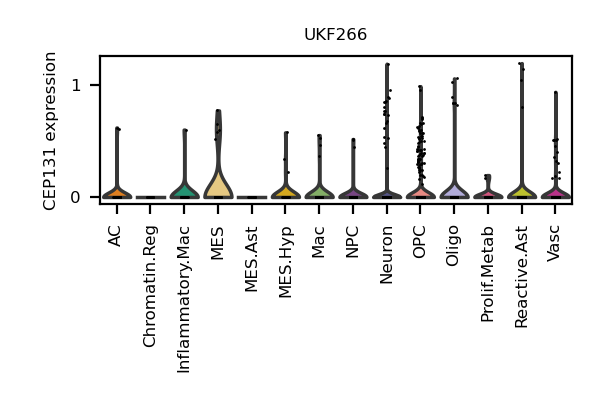 UKF266
CEP131 expression
1
0
AC
Chromatin.Reg
Inflammatory.Mac
MES
MES.Ast
MES.Hyp
Mac
NPC
Neuron
OPC
Oligo
Prolif.Metab
Reactive.Ast
Vasc